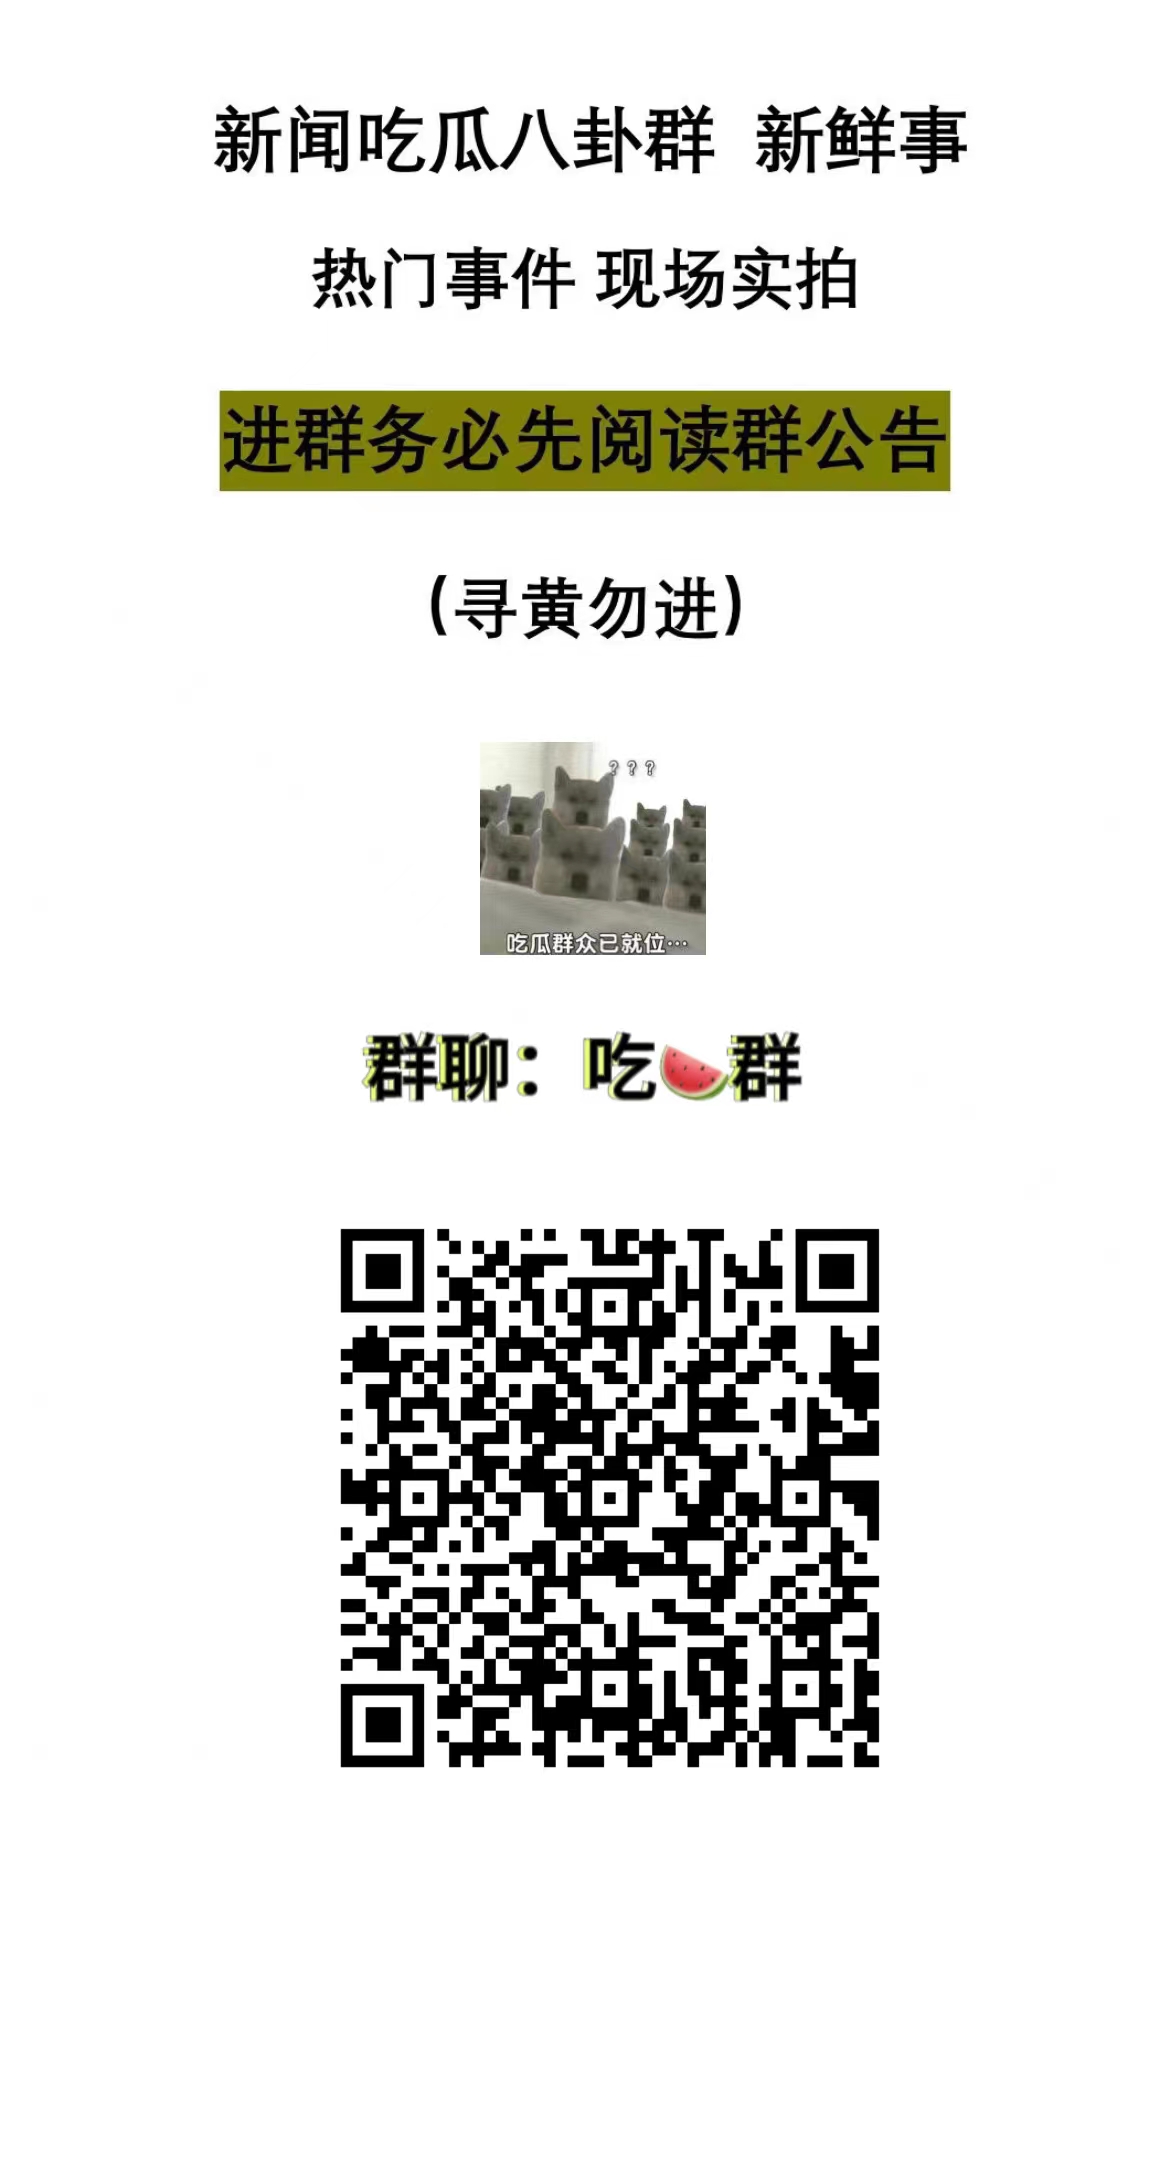 新闻吃瓜八卦群 新鲜事
热门事件 现场实拍
进群务必先阅读群公告
(寻黄勿进)
? ? ?
吃瓜群众已就位…
群聊：吃🍉群